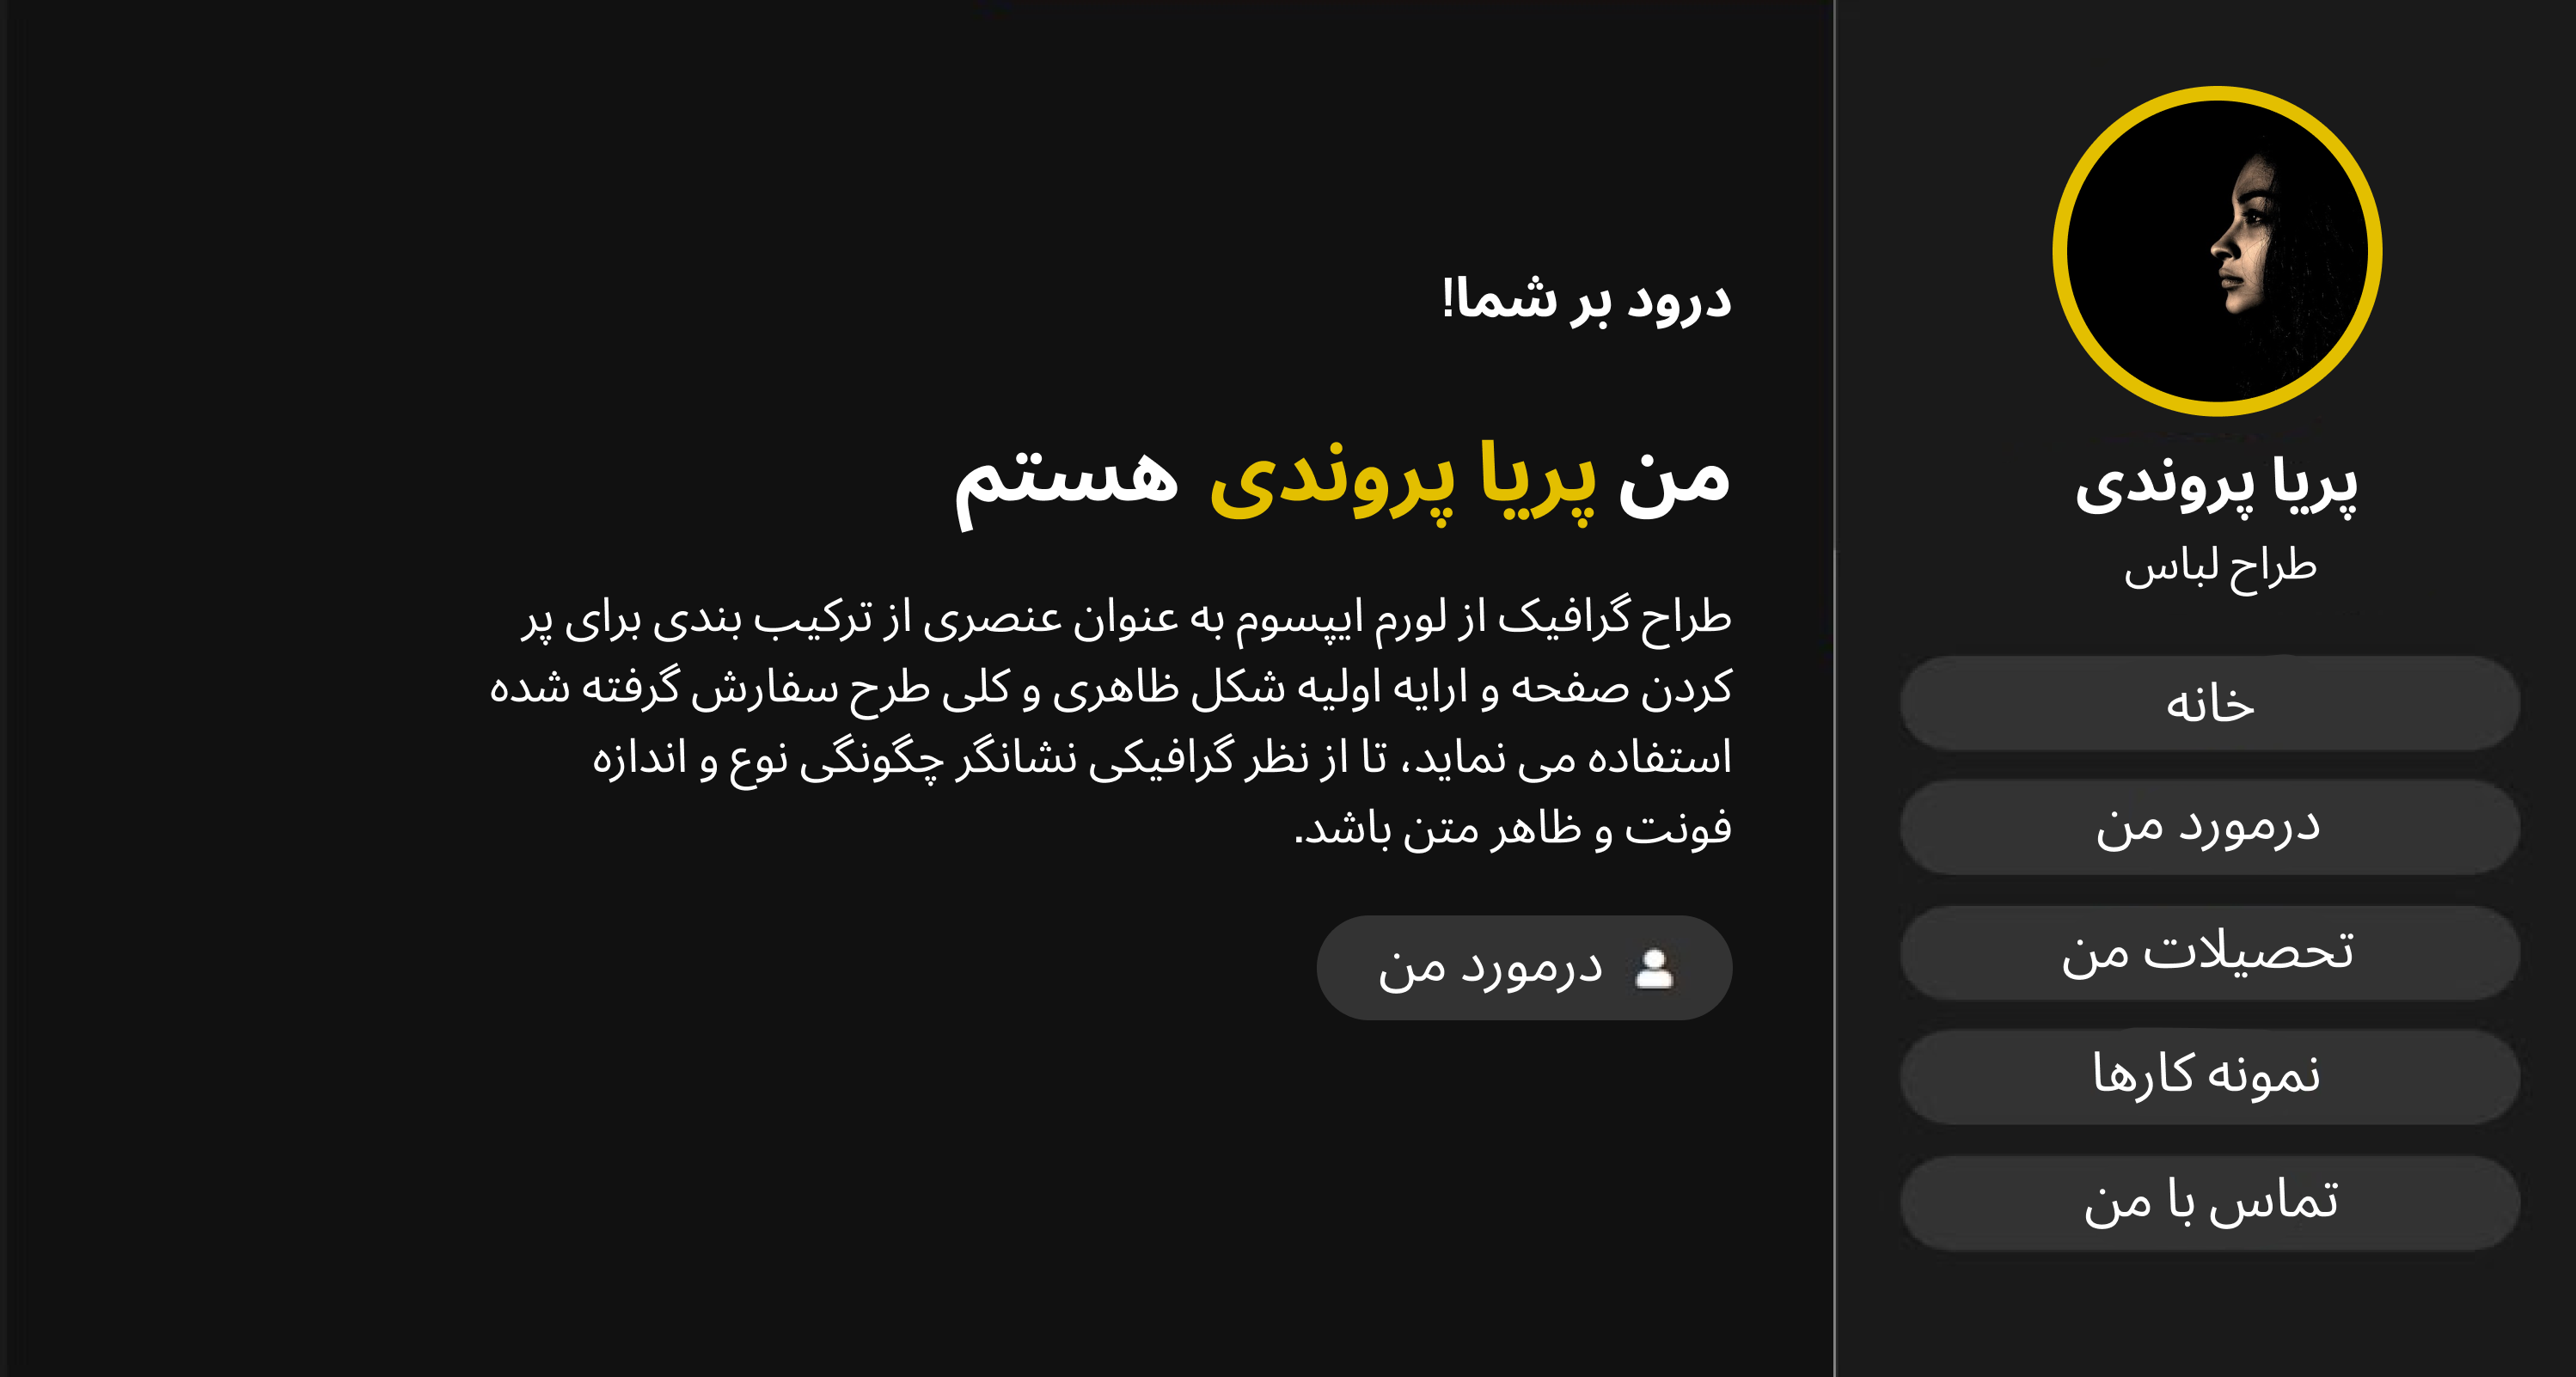 پریا پروندی
طراح لباس
خانه
درمورد من
تحصیلات من
نمونه کارها
تماس با من
درود بر شما!
من پریا پروندی هستم
طراح گرافیک از لورم ایپسوم به عنوان عنصری از ترکیب بندی برای پر
کردن صفحه و ارایه اولیه شکل ظاهری و کلی طرح سفارش گرفته شده
استفاده می نماید، تا از نظر گرافیکی نشانگر چگونگی نوع و اندازه
فونت و ظاهر متن باشد.
درمورد من